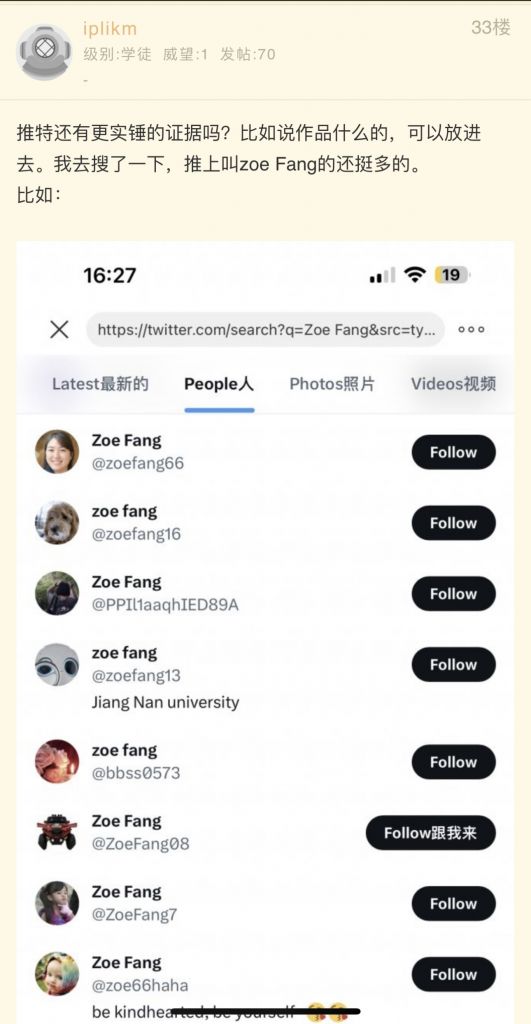 iplikm
33楼
级别:学徒 威望:1 发帖:70
-
推特还有更实锤的证据吗？比如说作品什么的，可以放进
去。我去搜了一下，推上叫zoe Fang的还挺多的。
比如：
16:27
19
https://twitter.com/search?q=Zoe Fang&src=ty...
Latest最新的 People人 Photos照片 Videos视频
Zoe Fang
@zoefang66
Follow
zoe fang
@zoefang16
Follow
Zoe Fang
@PPIl1aaqhIED89A
Follow
zoe fang
@zoefang13
Follow
Jiang Nan university
zoe fang
@bbss0573
Follow
Zoe Fang
@ZoeFang08
Follow跟我来
Zoe Fang
@ZoeFang7
Follow
Zoe Fang
@zoe66haha
Follow
be kindhearted, be yourself 😘😘